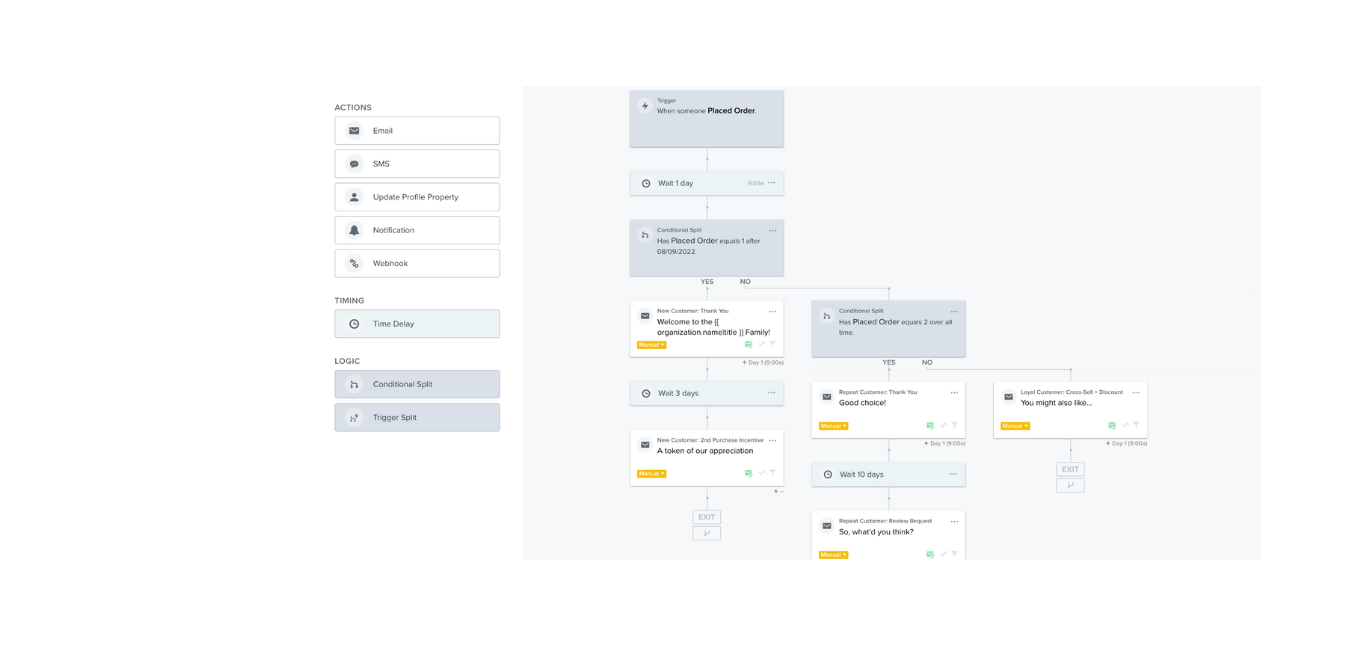 ACTIONS
Email
SMS
Update Profile Property
Notification
Webhook
TIMING
Time Delay
LOGIC
Conditional Split
Trigger Split
Trigger
When someone Placed Order.
Wait 1 day 9:00a
Conditional Split
Has Placed Order equals 1 after
08/09/2022.
YES NO
New Customer: Thank You
Welcome to the {{
organization.name|title }} Family!
Manual
Day 1 (9:00a)
Wait 3 days
New Customer: 2nd Purchase Incentive
A token of our appreciation
Manual
EXIT
Conditional Split
Has Placed Order equals 2 over all
time.
YES NO
Repeat Customer: Thank You
Good choice!
Manual
Day 1 (9:00a)
Wait 10 days
Repeat Customer: Review Request
So, what'd you think?
Manual
Loyal Customer: Cross-Sell + Discount
You might also like...
Manual
Day 1 (9:00a)
EXIT